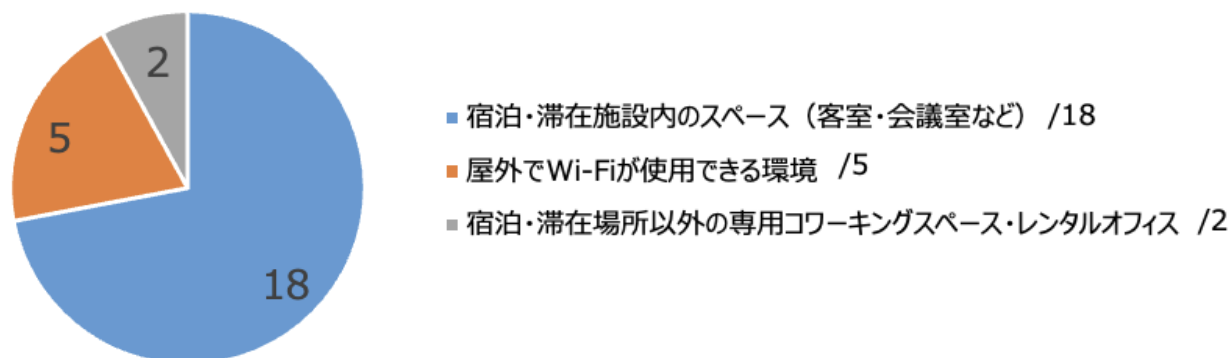 2
5
18
宿泊・滞在施設内のスペース（客室・会議室など） /18
屋外でWi-Fiが使用できる環境 /5
宿泊・滞在場所以外の専用コワーキングスペース・レンタルオフィス /2